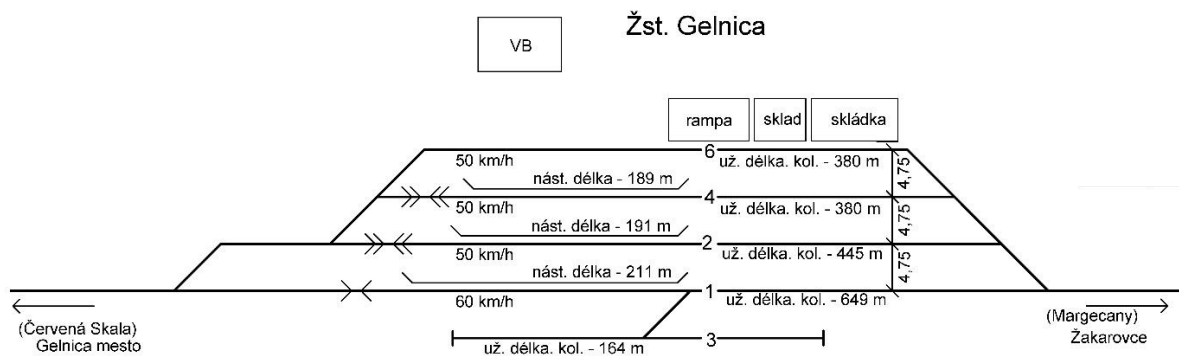 Žst. Gelnica
VB
rampa
sklad
skládka
6
50 km/h
už. délka. kol. - 380 m
4,75
nást. délka - 189 m
4
50 km/h
už. délka. kol. - 380 m
4,75
nást. délka - 191 m
2
50 km/h
už. délka. kol. - 445 m
4,75
nást. délka - 211 m
1
60 km/h
už. délka. kol. - 649 m
(Červená Skala)
Gelnica mesto
(Margecany)
Žakarovce
3
už. délka. kol. - 164 m